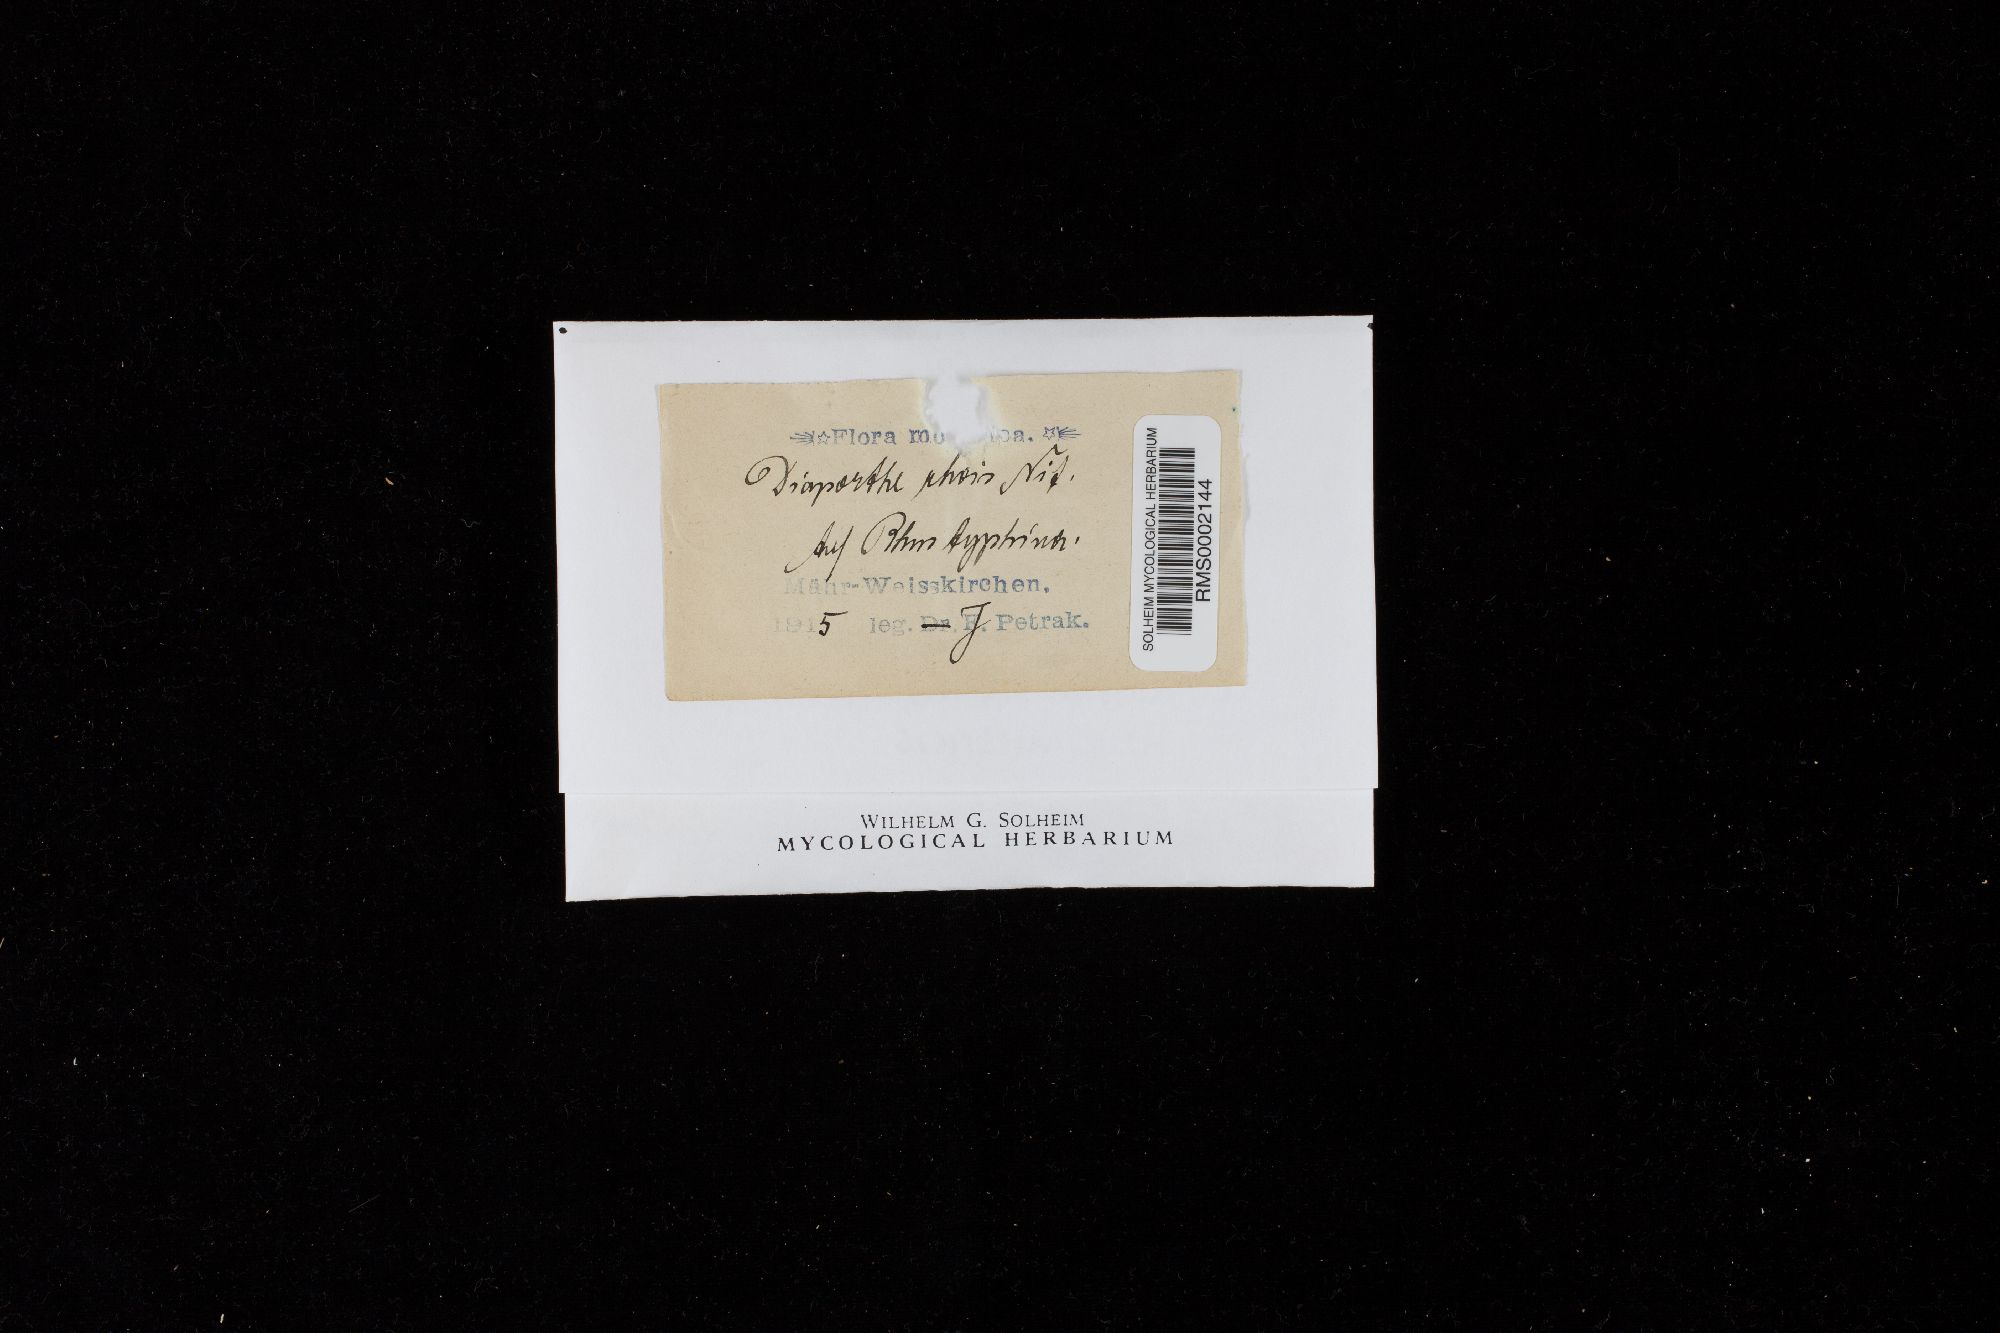 Flora mo ica.
Diaporthe rhois Nit.
Auf Rhus typhina.
Mähr-Weisskirchen.
1915 leg. Dr. F. J. Petrak.
SOLHEIM MYCOLOGICAL HERBARIUM
RMS0002144
WILHELM G. SOLHEIM
MYCOLOGICAL HERBARIUM